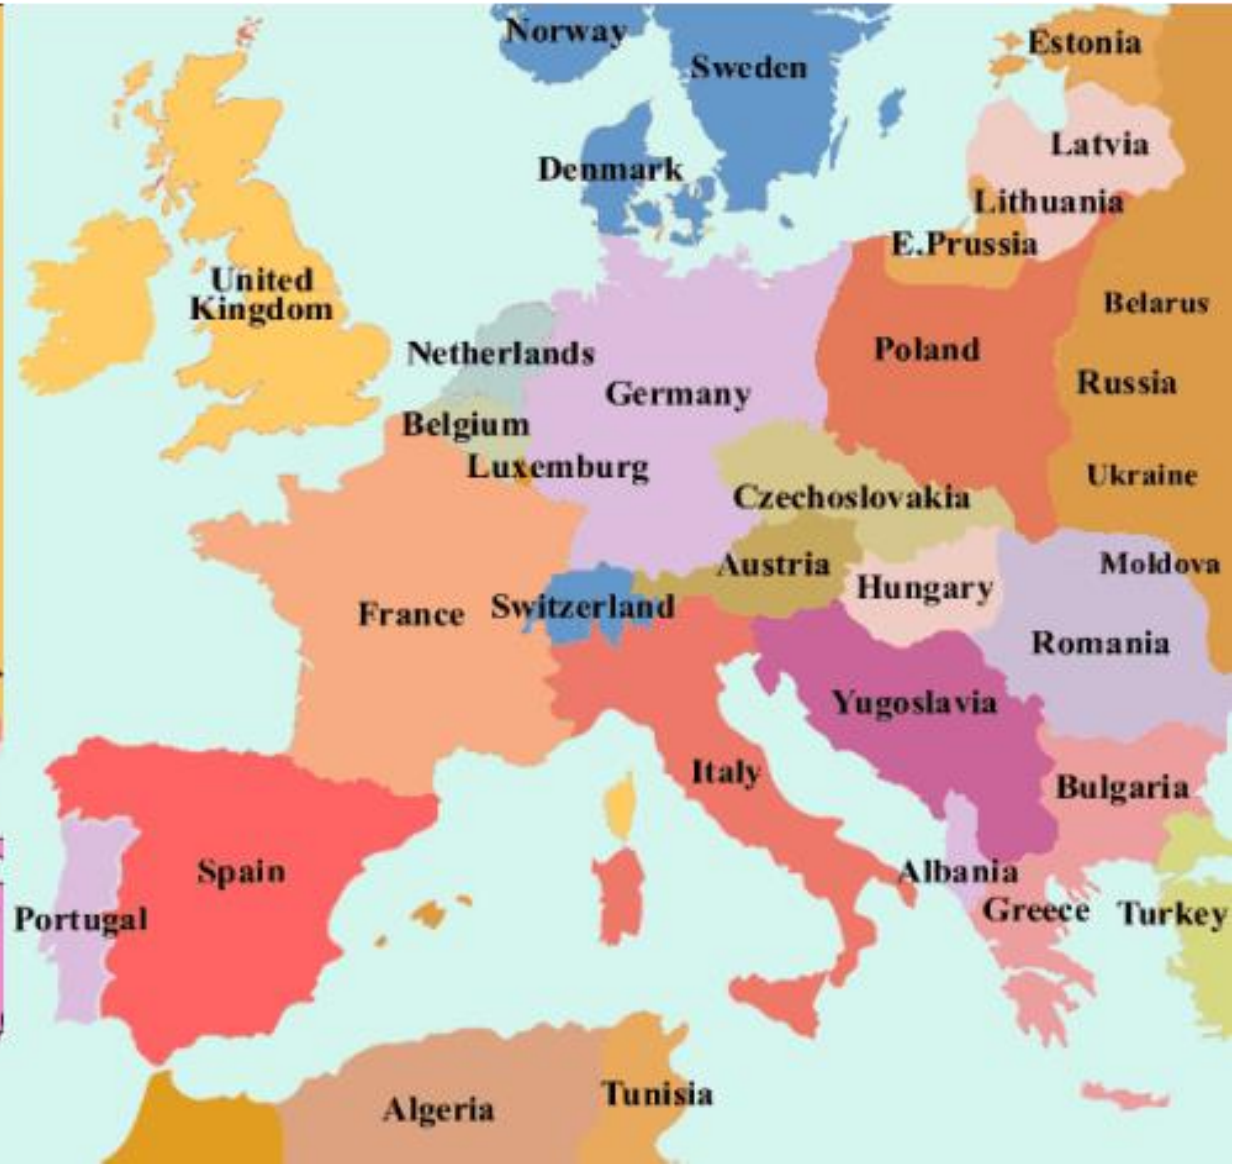 Norway
Sweden
Estonia
Denmark
Latvia
Lithuania
E.Prussia
United
Kingdom
Belarus
Netherlands
Poland
Germany
Russia
Belgium
Luxemburg
Ukraine
Czechoslovakia
Austria
Moldova
Hungary
France
Switzerland
Romania
Yugoslavia
Italy
Bulgaria
Spain
Albania
Portugal
Greece
Turkey
Algeria
Tunisia